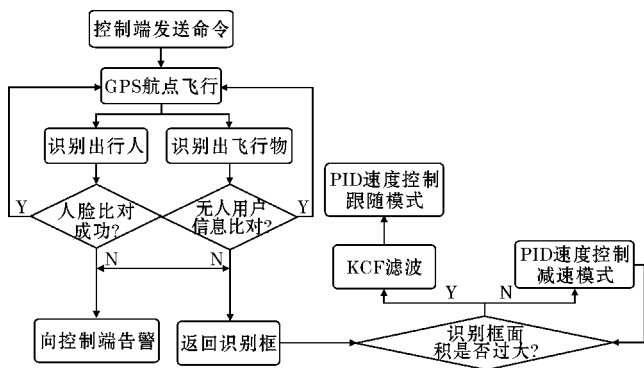 控制端发送命令
GPS航点飞行
识别出行人
识别出飞行物
Y
人脸比对
成功?
无人用户
信息比对?
Y
N
N
向控制端告警
返回识别框
PID速度控制
跟随模式
KCF滤波
PID速度控制
减速模式
Y
N
识别框面
积是否过大?